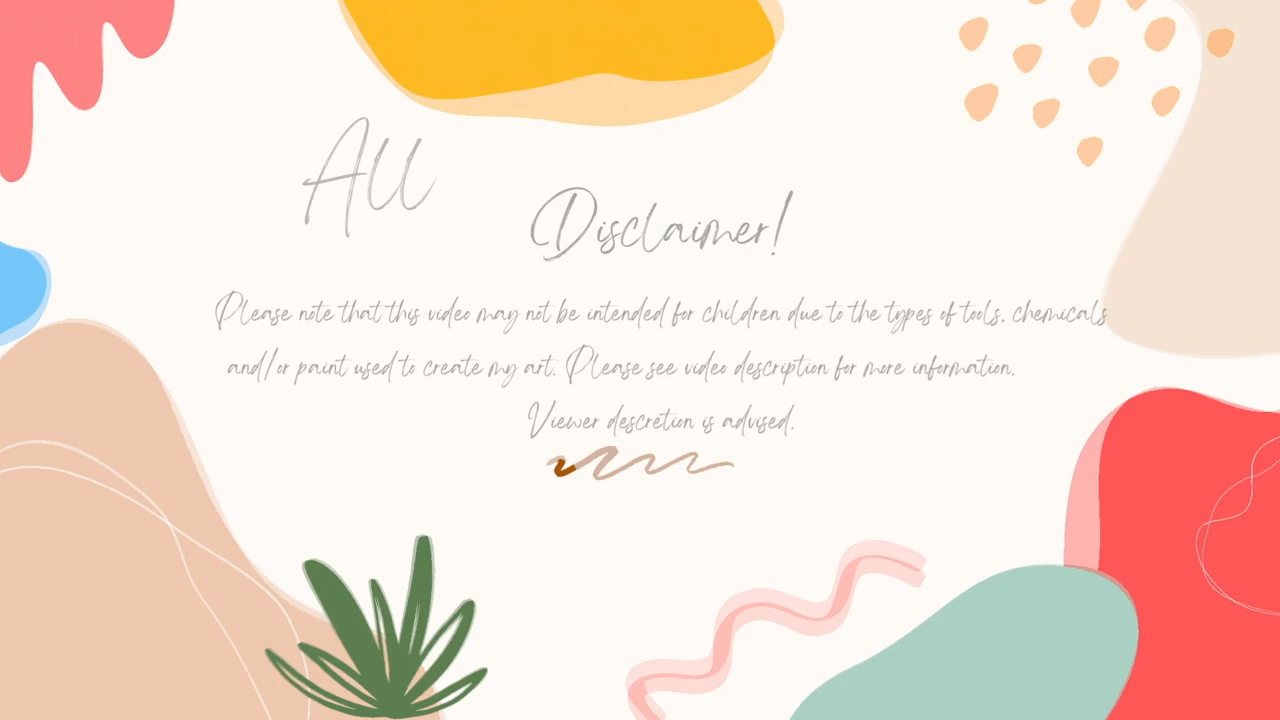 All
Disclaimer!
Please note that this video may not be intended for children due to the types of tools, chemicals
and/or paint used to create my art. Please see video description for more information.
Viewer descretion is advised.